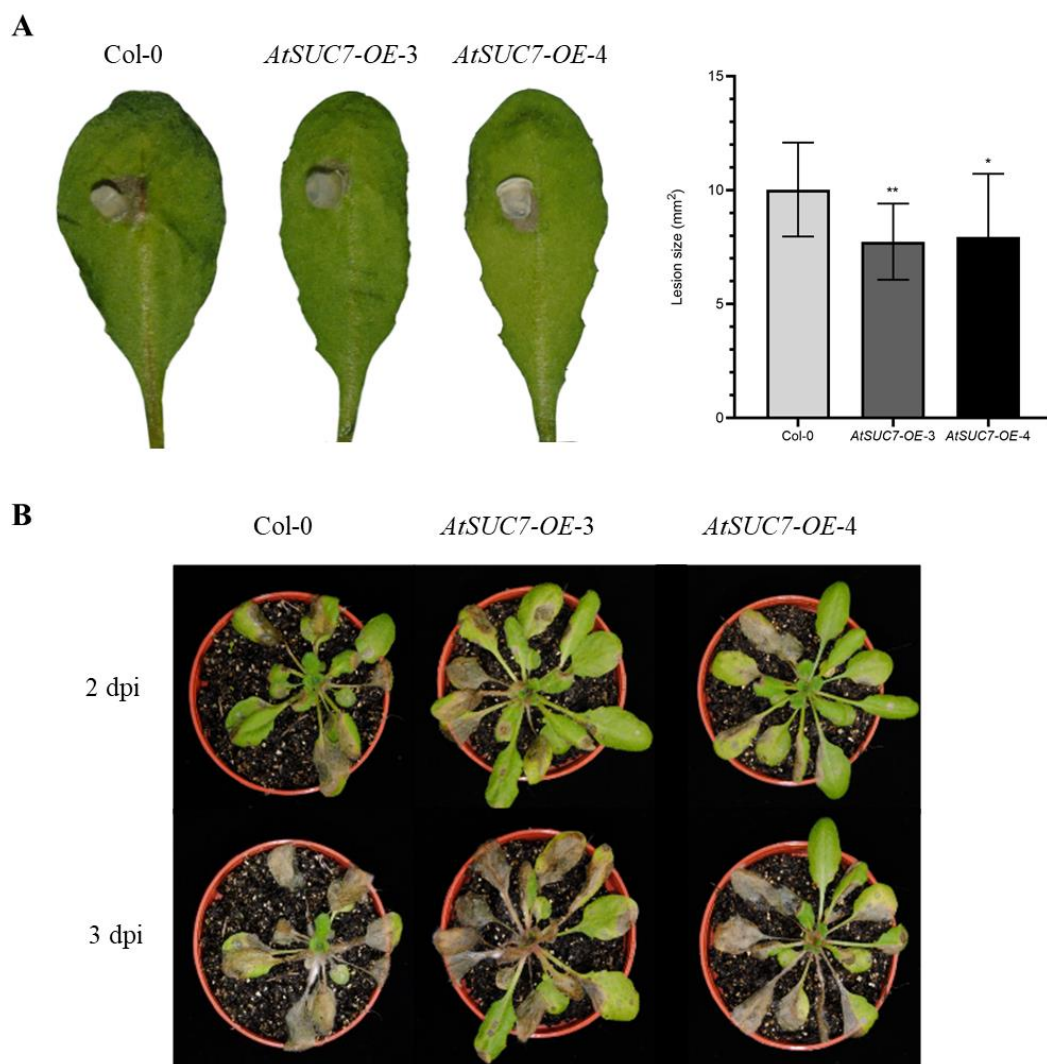 A
Col-0 AtSUC7-OE-3 AtSUC7-OE-4
15
10
5
0
Lesion size (mm²)
**
*
Col-0 AtSUC7-OE-3 AtSUC7-OE-4
B
Col-0 AtSUC7-OE-3 AtSUC7-OE-4
2 dpi
3 dpi